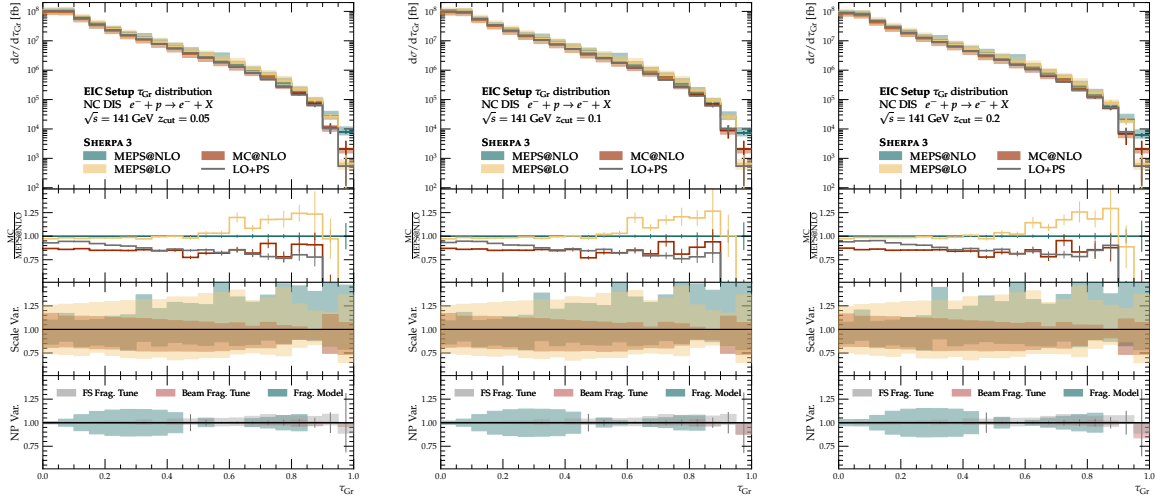 dσ/dτGr [fb]
10^8
10^7
10^6
10^5
10^4
10^3
10^2
EIC Setup τGr distribution
NC DIS e− + p → e− + X
√s = 141 GeV zcut = 0.05
SHERPA 3
MEPS@NLO
MC@NLO
MEPS@LO
LO+PS
MC
MEPS@NLO
1.25
1.00
0.75
Scale Var.
1.25
1.00
0.75
FS Frag. Tune
Beam Frag. Tune
Frag. Model
NP Var.
1.25
1.00
0.75
0.0 0.2 0.4 0.6 0.8 1.0
τGr
dσ/dτGr [fb]
10^8
10^7
10^6
10^5
10^4
10^3
10^2
EIC Setup τGr distribution
NC DIS e− + p → e− + X
√s = 141 GeV zcut = 0.1
SHERPA 3
MEPS@NLO
MC@NLO
MEPS@LO
LO+PS
MC
MEPS@NLO
1.25
1.00
0.75
Scale Var.
1.25
1.00
0.75
FS Frag. Tune
Beam Frag. Tune
Frag. Model
NP Var.
1.25
1.00
0.75
0.0 0.2 0.4 0.6 0.8 1.0
τGr
dσ/dτGr [fb]
10^8
10^7
10^6
10^5
10^4
10^3
10^2
EIC Setup τGr distribution
NC DIS e− + p → e− + X
√s = 141 GeV zcut = 0.2
SHERPA 3
MEPS@NLO
MC@NLO
MEPS@LO
LO+PS
MC
MEPS@NLO
1.25
1.00
0.75
Scale Var.
1.25
1.00
0.75
FS Frag. Tune
Beam Frag. Tune
Frag. Model
NP Var.
1.25
1.00
0.75
0.0 0.2 0.4 0.6 0.8 1.0
τGr